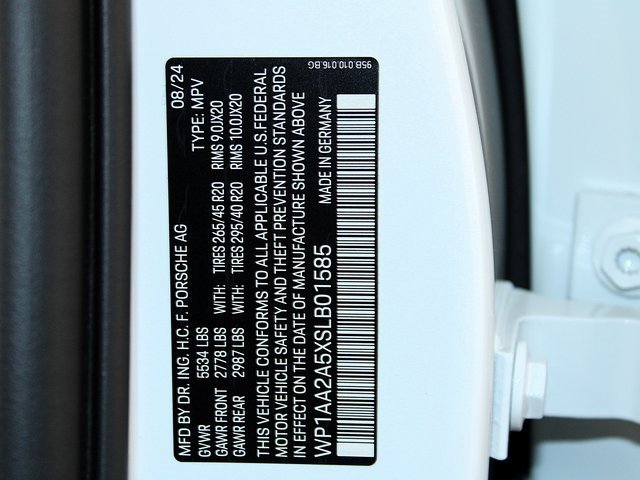 MFD BY DR. ING. H.C. F. PORSCHE AG 08/24
GVWR 5534 LBS TYPE: MPV
GAWR FRONT 2778 LBS WITH: TIRES 265/45 R20 RIMS 9.0JX20
GAWR REAR 2987 LBS WITH: TIRES 295/40 R20 RIMS 10.0JX20
THIS VEHICLE CONFORMS TO ALL APPLICABLE U.S.FEDERAL
MOTOR VEHICLE SAFETY AND THEFT PREVENTION STANDARDS
IN EFFECT ON THE DATE OF MANUFACTURE SHOWN ABOVE
WP1AA2A5XSLB01585 MADE IN GERMANY
95B.010.016.BG